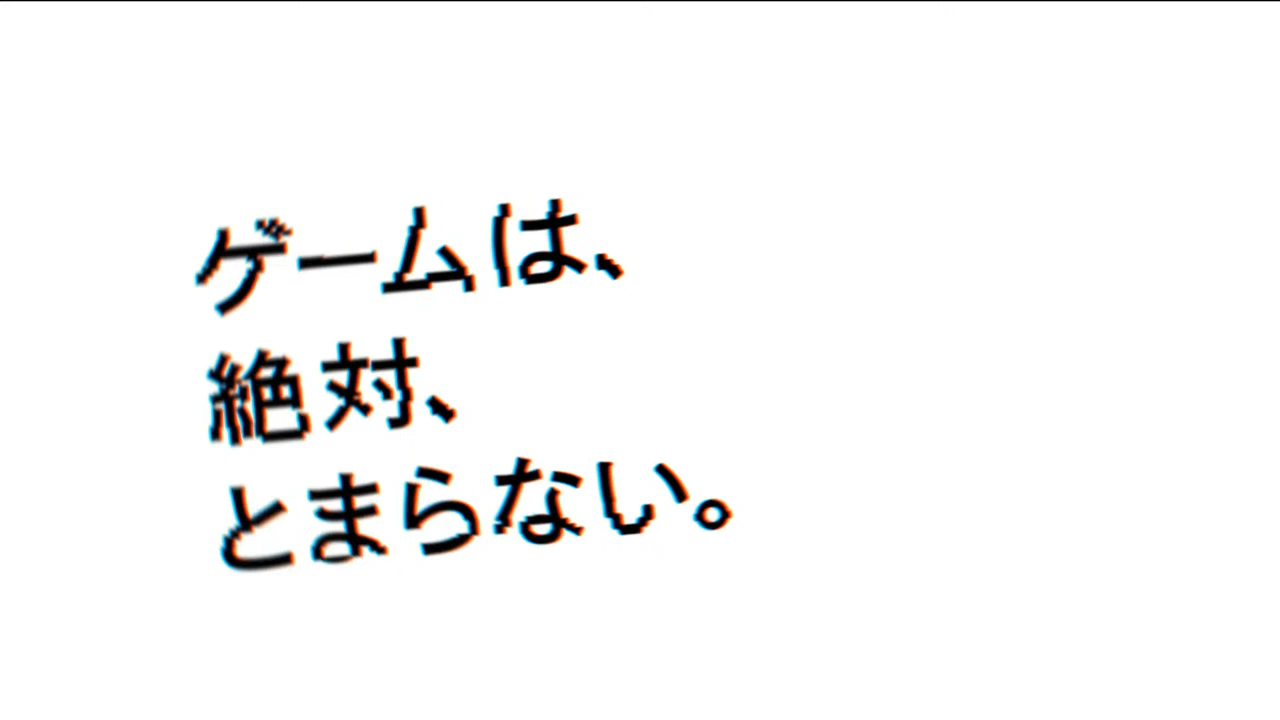 ゲームは、
絶対、
とまらない。